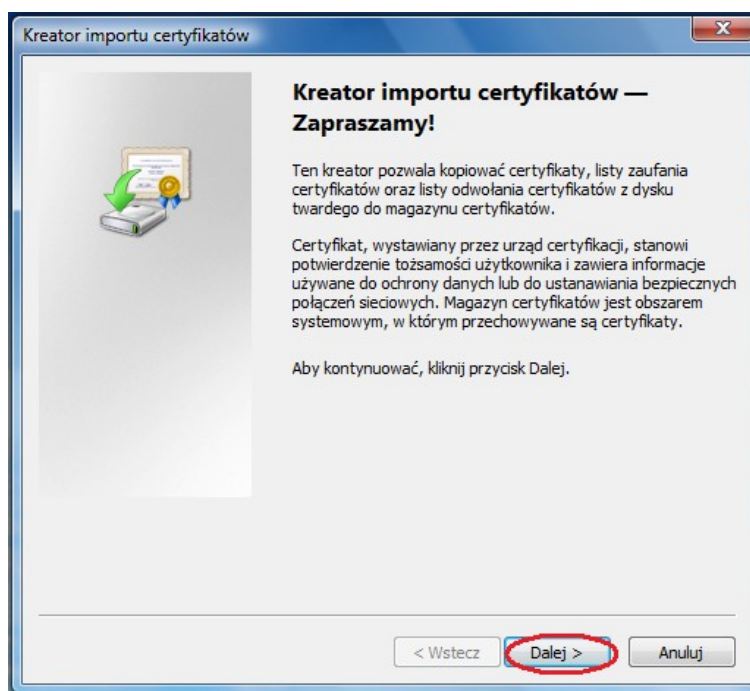 Kreator importu certyfikatów
Kreator importu certyfikatów —
Zapraszamy!
Ten kreator pozwala kopiować certyfikaty, listy zaufania
certyfikatów oraz listy odwołania certyfikatów z dysku
twardego do magazynu certyfikatów.
Certyfikat, wystawiany przez urząd certyfikacji, stanowi
potwierdzenie tożsamości użytkownika i zawiera informacje
używane do ochrony danych lub do ustanawiania bezpiecznych
połączeń sieciowych. Magazyn certyfikatów jest obszarem
systemowym, w którym przechowywane są certyfikaty.
Aby kontynuować, kliknij przycisk Dalej.
< Wstecz
Dalej >
Anuluj